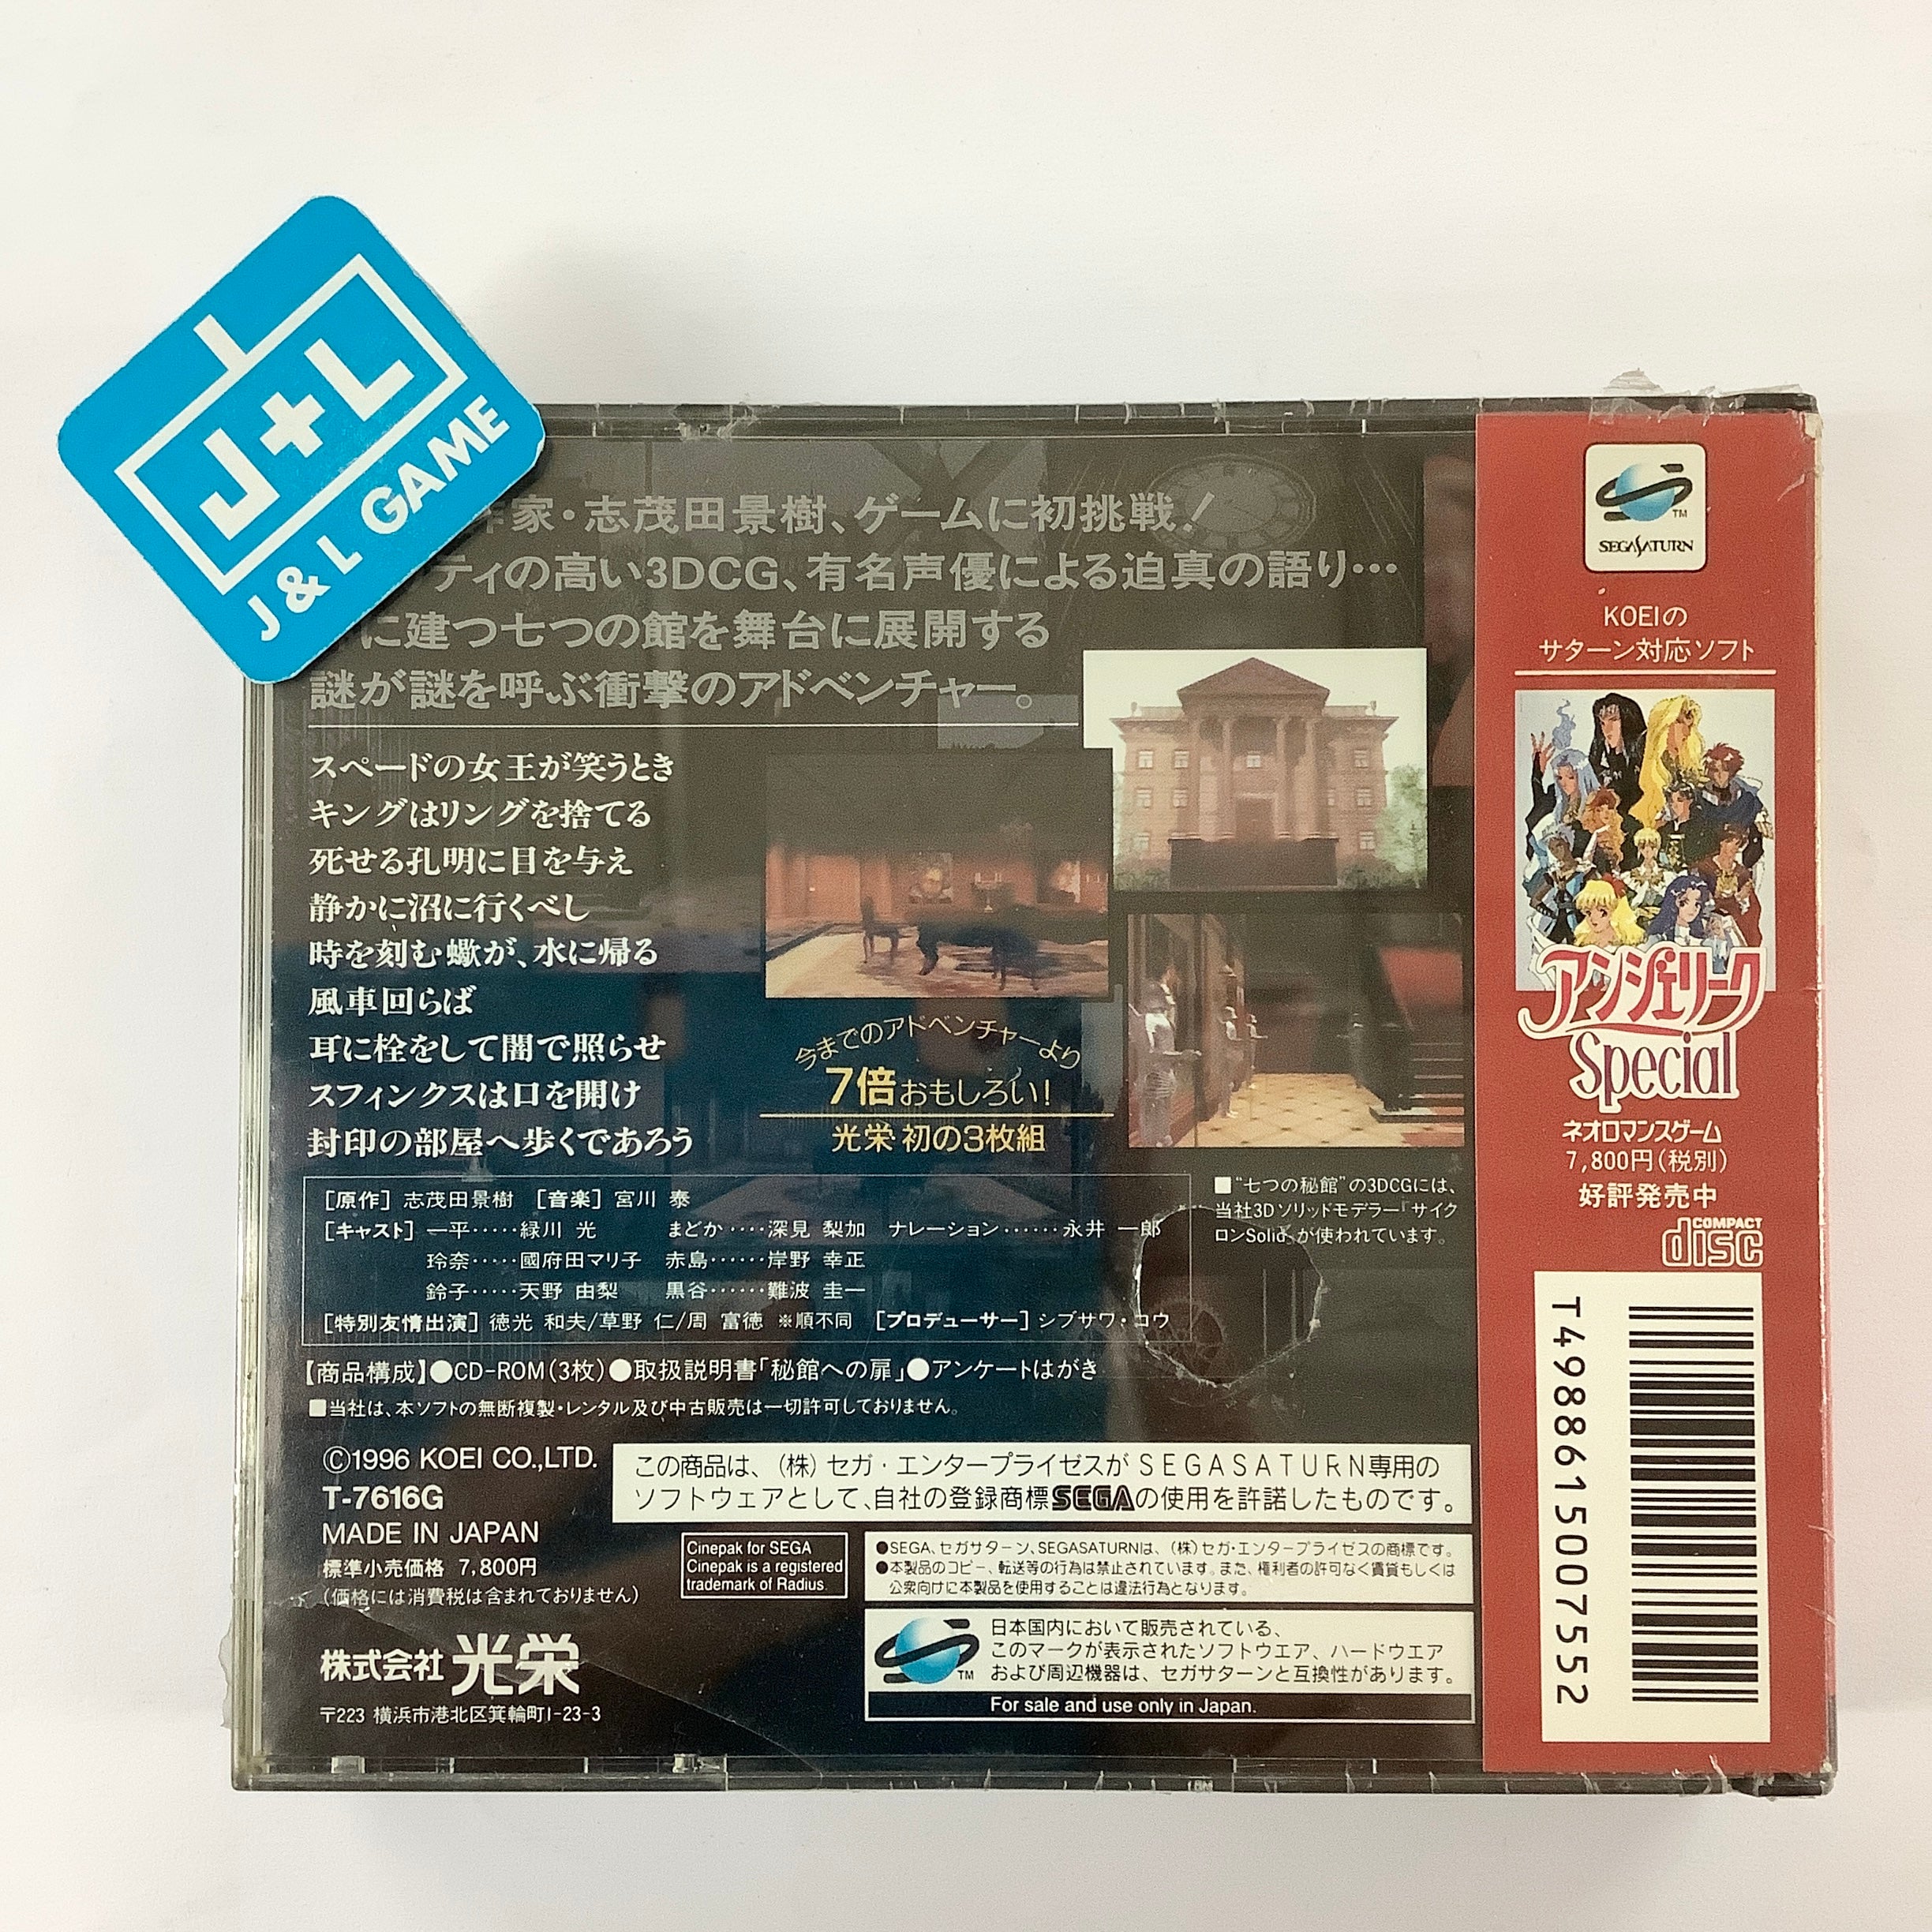 J+L
J & L GAME
家・志茂田景樹、ゲームに初挑戦!
ティの高い3DCG、有名声優による迫真の語り…
に建つ七つの館を舞台に展開する
謎が謎を呼ぶ衝撃のアドベンチャー。
スペードの女王が笑うとき
キングはリングを捨てる
死せる孔明に目を与え
静かに沼に行くべし
時を刻む蠍が、水に帰る
風車回らば
耳に栓をして闇で照らせ
スフィンクスは口を開け
封印の部屋へ歩くであろう
今までのアドベンチャーより
7倍おもしろい!
光栄 初の3枚組
[原作] 志茂田景樹 [音楽] 宮川 泰
[キャスト] 一平‥‥‥緑川 光 まどか‥‥深見 梨加 ナレーション‥‥‥永井 一郎
玲奈‥‥‥國府田マリ子 赤島‥‥‥岸野 幸正
鈴子‥‥‥天野 由梨 黒谷‥‥‥難波 圭一
[特別友情出演] 徳光 和夫/草野 仁/周 富徳 ※順不同 [プロデューサー] シブサワ・コウ
■“七つの秘館”の3DCGには、
当社3Dソリッドモデラー『サイク
ロンSolid』が使われています。
【商品構成】●CD-ROM(3枚)●取扱説明書「秘館への扉」●アンケートはがき
■当社は、本ソフトの無断複製・レンタル及び中古販売は一切許可しておりません。
©1996 KOEI CO.,LTD.
T-7616G
MADE IN JAPAN
標準小売価格 7,800円
(価格には消費税は含まれておりません)
株式会社 光栄
〒223 横浜市港北区箕輪町1-23-3
この商品は、(株)セガ・エンタープライゼスがSEGASATURN専用の
ソフトウェアとして、自社の登録商標SEGAの使用を許諾したものです。
Cinepak for SEGA
Cinepak is a registered
trademark of Radius.
●SEGA、セガサターン、SEGASATURNは、(株)セガ・エンタープライゼスの商標です。
●本製品のコピー、転送等の行為は禁止されています。また、権利者の許可なく賃貸もしくは
公衆向けに本製品を使用することは違法行為となります。
TM
日本国内において販売されている、
このマークが表示されたソフトウエア、ハードウエア
および周辺機器は、セガサターンと互換性があります。
For sale and use only in Japan.
TM
SEGASATURN
KOEIの
サターン対応ソフト
アンジェリーク
Special
ネオロマンスゲーム
7,800円(税別)
好評発売中
COMPACT
disc
T4988615007552